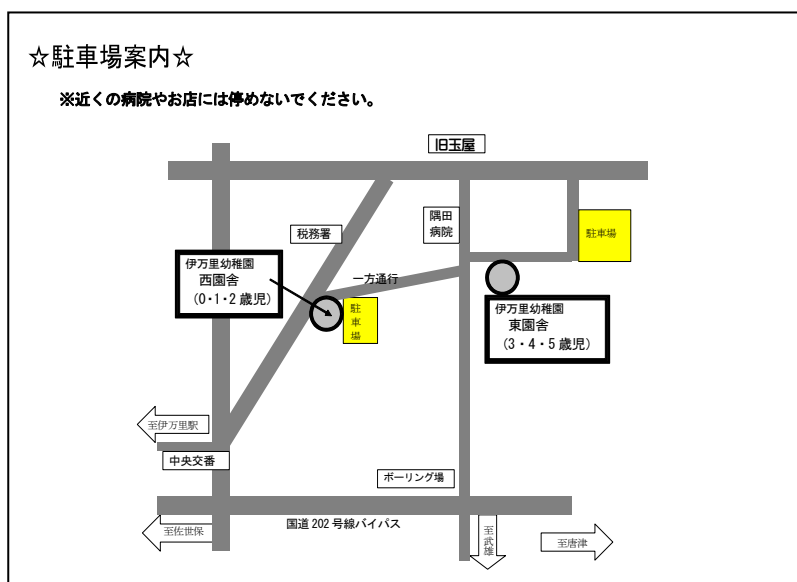 ☆駐車場案内☆
※近くの病院やお店には停めないでください。
旧玉屋
隅田
病院
税務署
駐車場
伊万里幼稚園
西園舎
（0・1・2 歳児）
一方通行
駐
車
場
伊万里幼稚園
東園舎
（3・4・5 歳児）
至伊万里駅
中央交番
ボーリング場
国道 202 号線バイパス
至佐世保
至武雄
至唐津